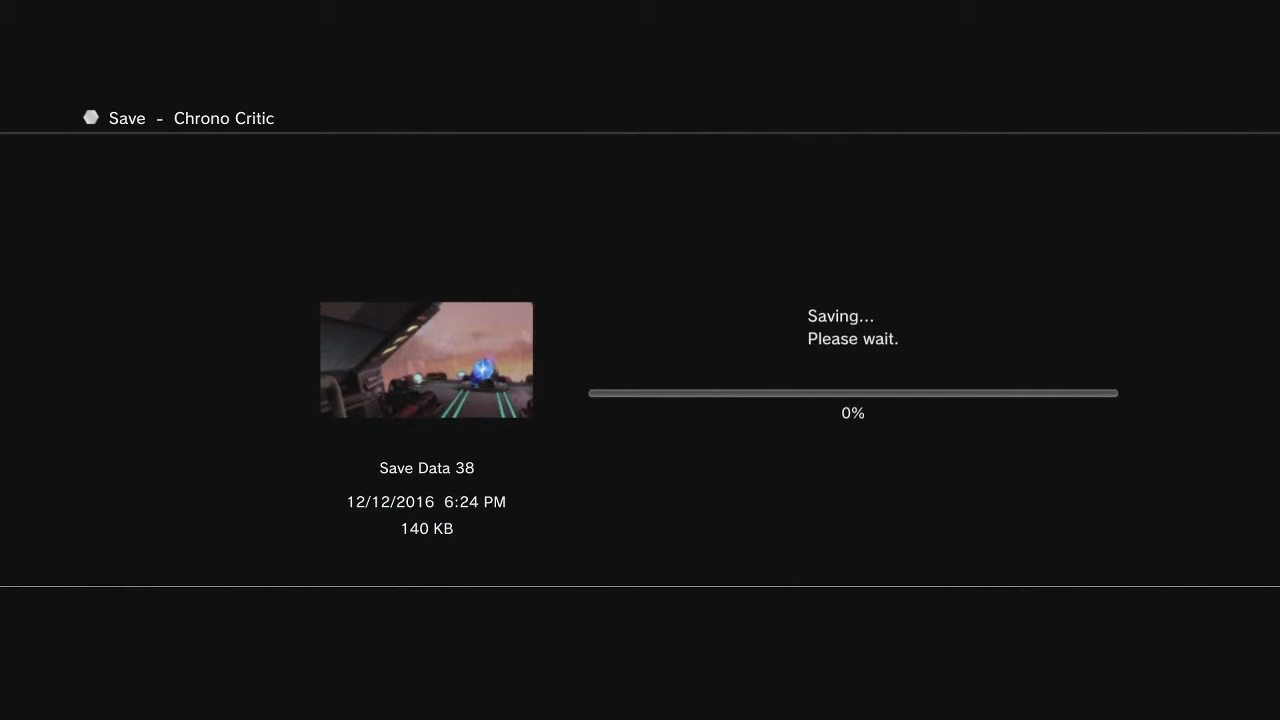 Save - Chrono Critic
Saving...
Please wait.
0%
Save Data 38
12/12/2016 6:24 PM
140 KB